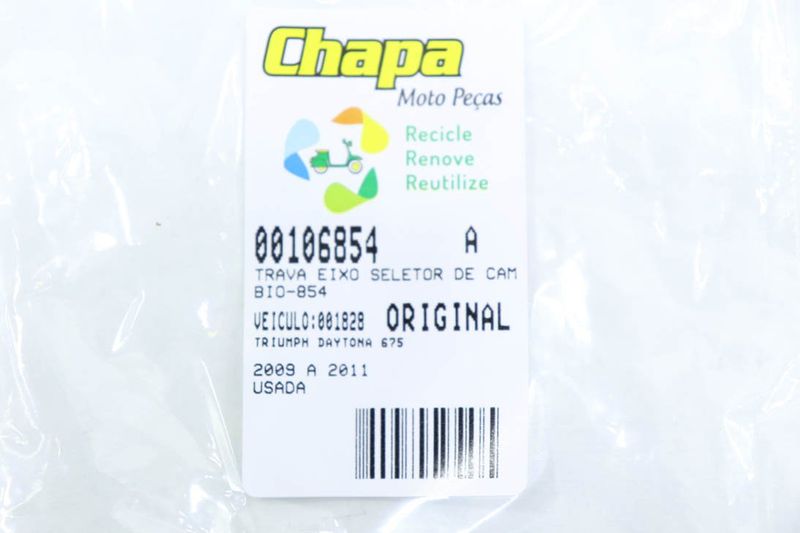 Chapa
Moto Peças
Recicle
Renove
Reutilize
00106854 A
TRAVA EIXO SELETOR DE CAM
BIO-854
VEICULO:001828 ORIGINAL
TRIUMPH DAYTONA 675
2009 A 2011
USADA